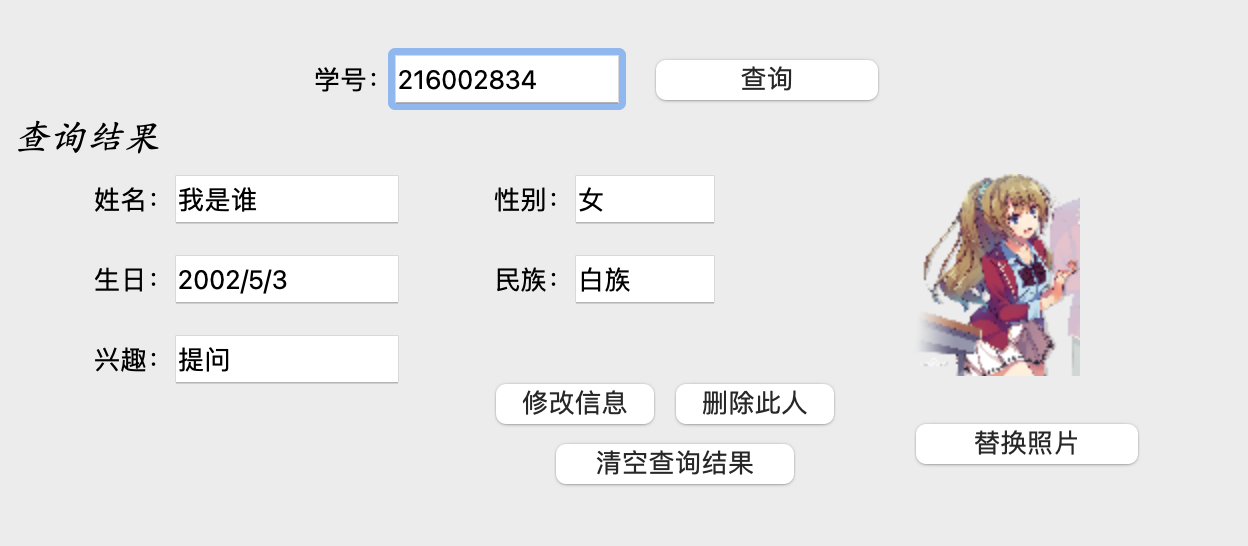 学号： 216002834 查询
查询结果
姓名： 我是谁 性别： 女
生日： 2002/5/3 民族： 白族
兴趣： 提问
修改信息 删除此人
替换照片
清空查询结果